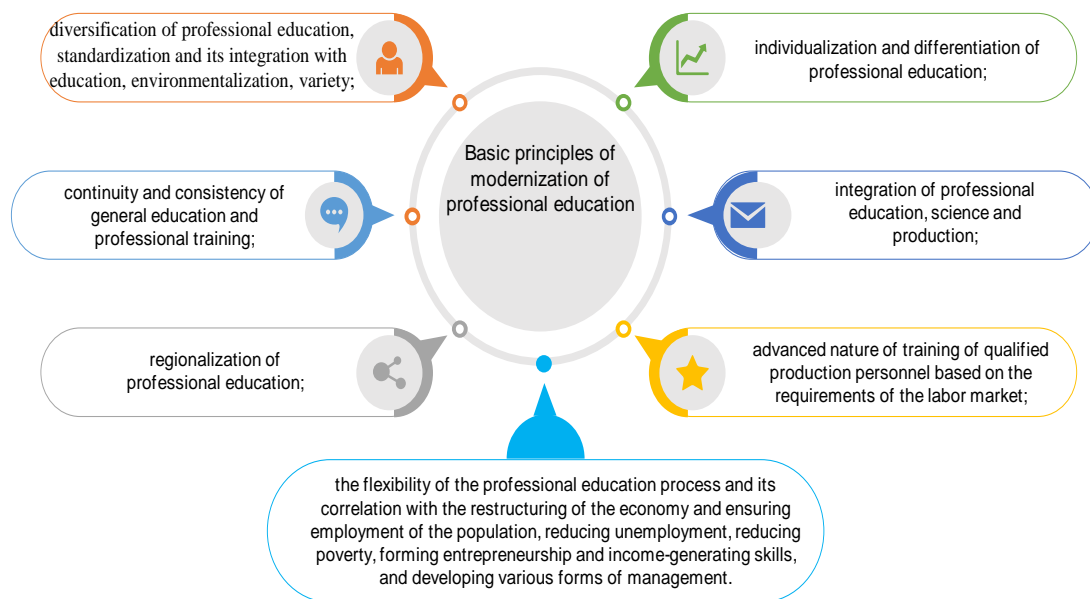 diversification of professional education,
standardization and its integration with
education, environmentalization, variety;
individualization and differentiation of
professional education;
Basic principles of
modernization of
professional education
continuity and consistency of
general education and
professional training;
integration of professional
education, science and
production;
regionalization of
professional education;
advanced nature of training of qualified
production personnel based on the
requirements of the labor market;
the flexibility of the professional education process and its
correlation with the restructuring of the economy and ensuring
employment of the population, reducing unemployment, reducing
poverty, forming entrepreneurship and income-generating skills,
and developing various forms of management.